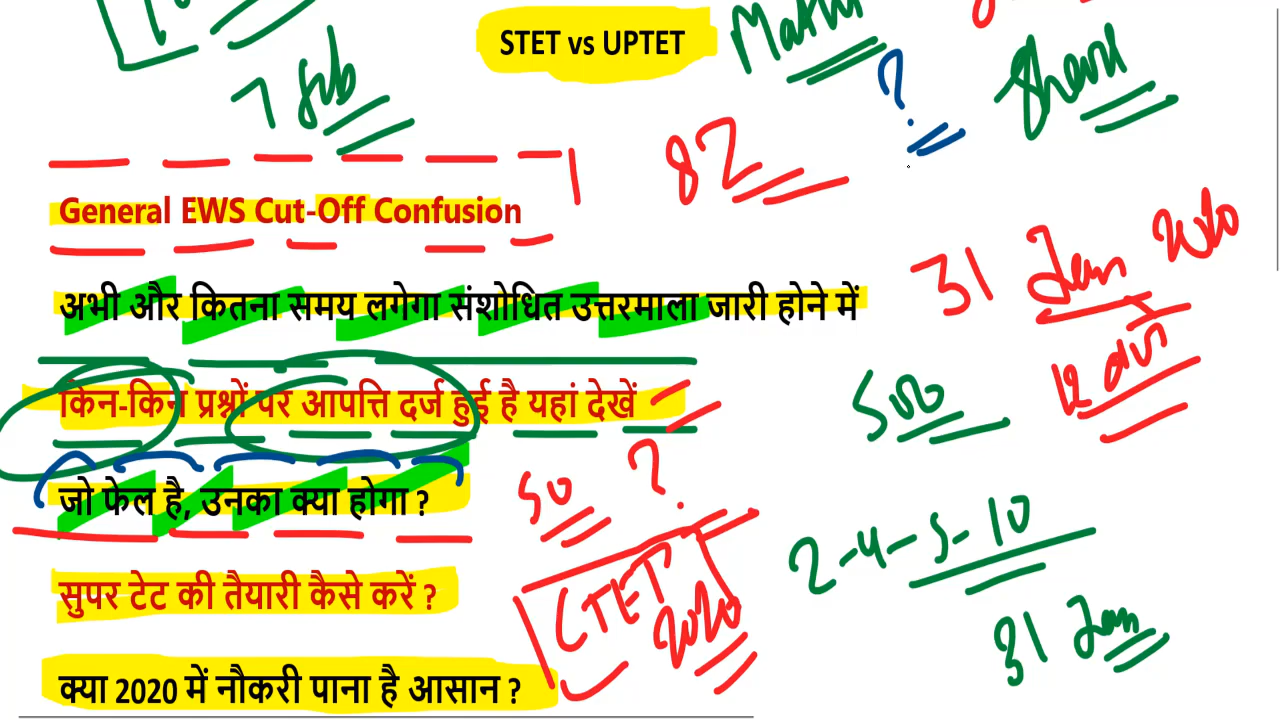 STET vs UPTET
7 Sub
82
?
General EWS Cut-Off Confusion
31 Jan 2020
अभी और कितना समय लगेगा संशोधित उत्तरमाला जारी होने में
12
500
किन-किन प्रश्नों पर आपत्ति दर्ज हुई है यहां देखें
50 ?
जो फेल है, उनका क्या होगा ?
2-4-5-10
सुपर टेट की तैयारी कैसे करें ?
CTET
2020
31 Jan
क्या 2020 में नौकरी पाना है आसान ?